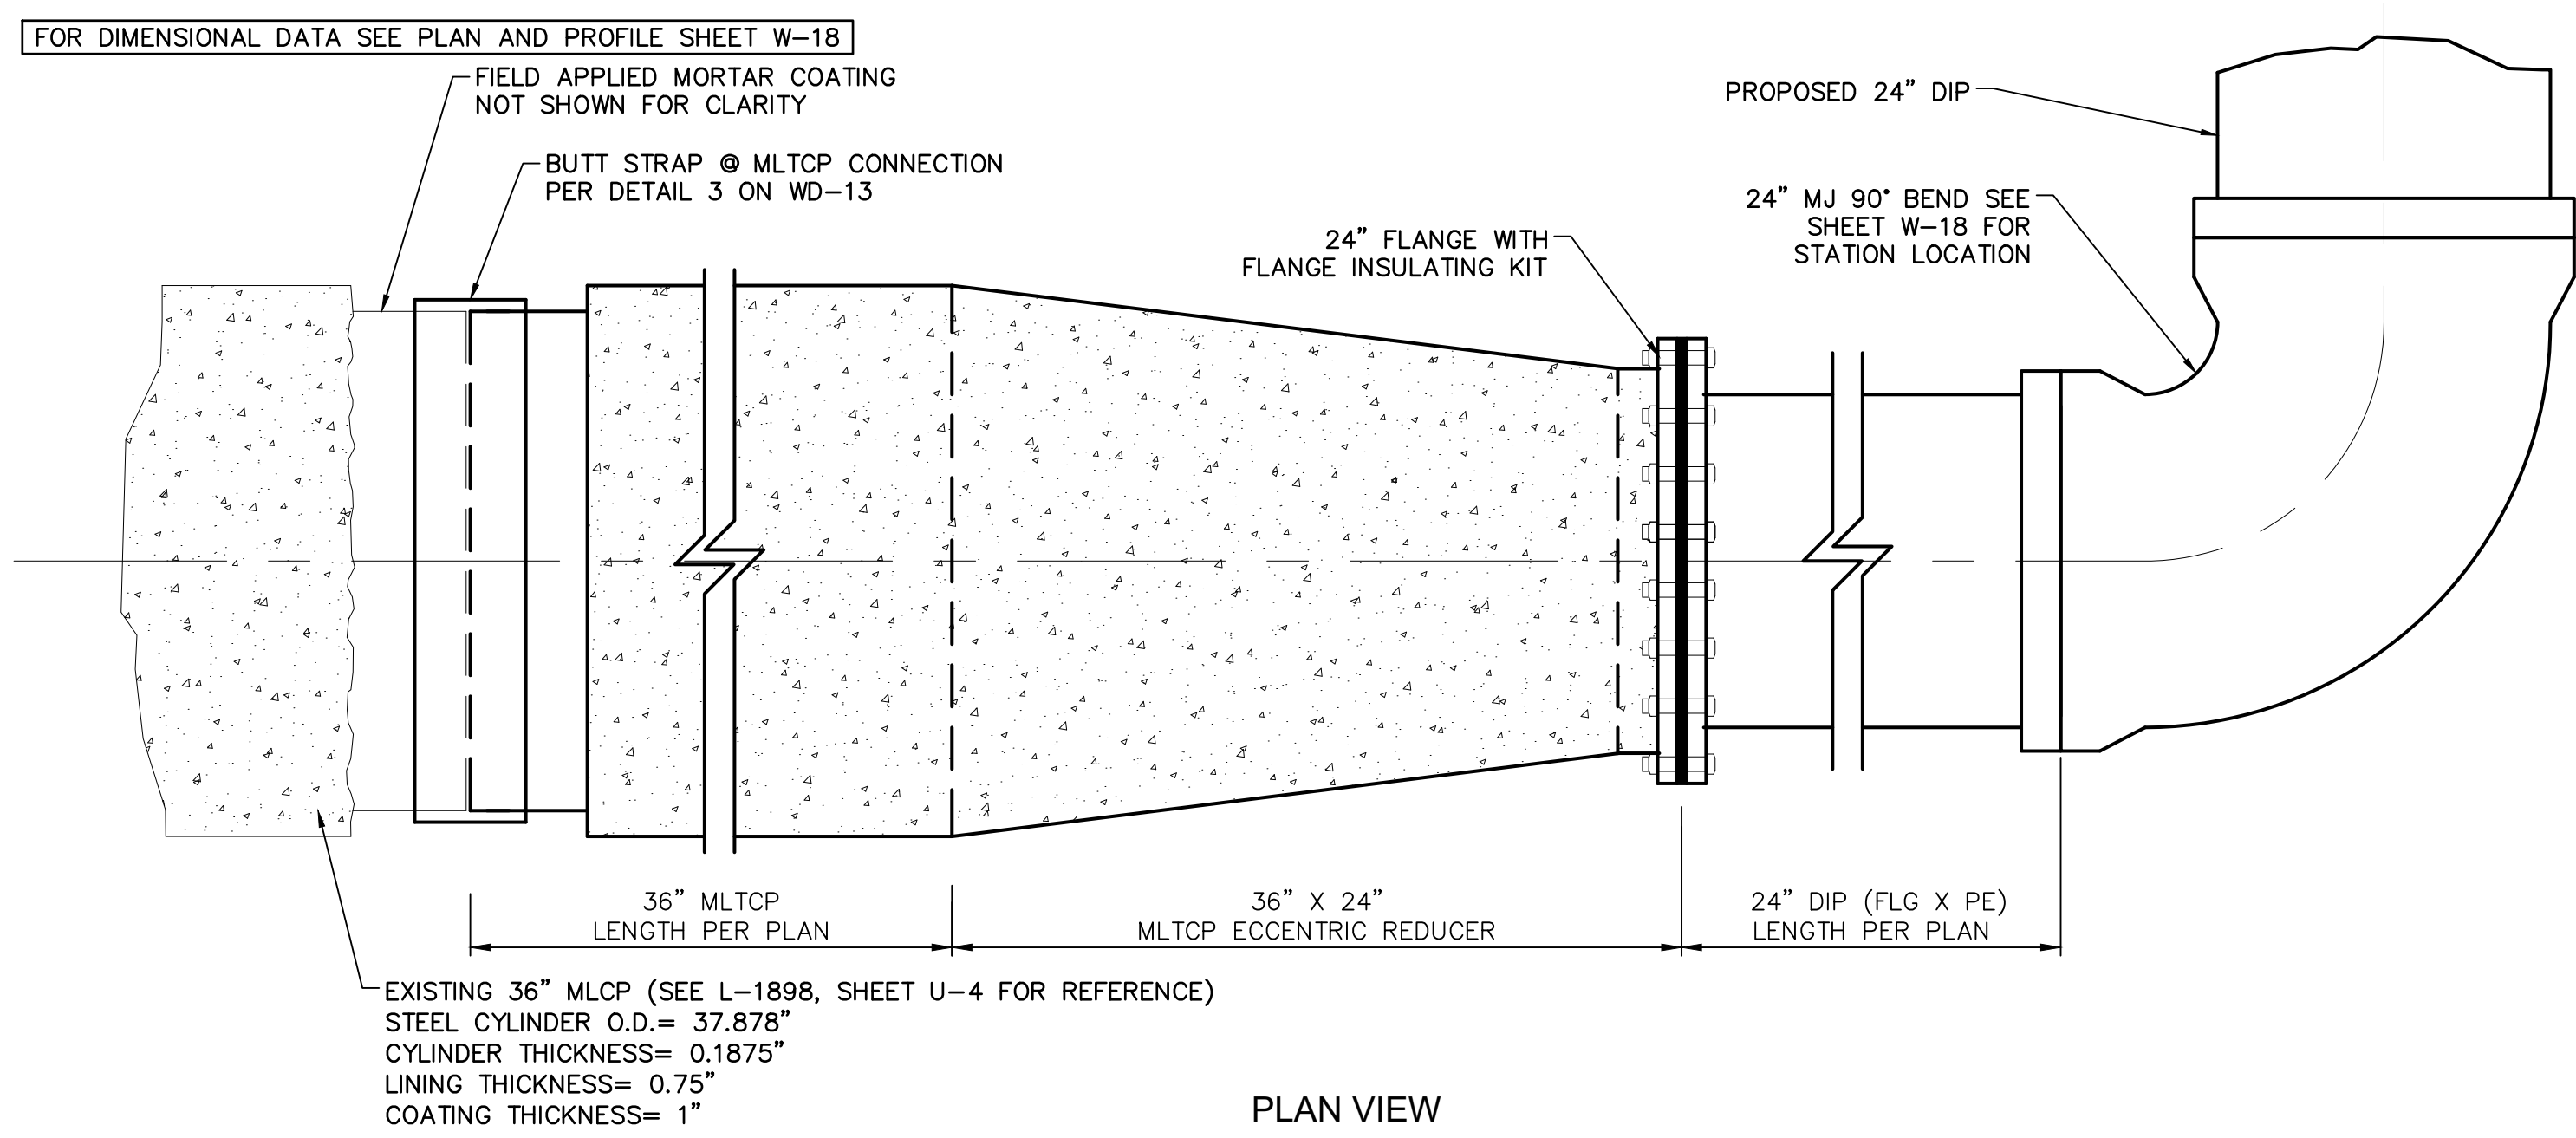 FOR DIMENSIONAL DATA SEE PLAN AND PROFILE SHEET W-18
FIELD APPLIED MORTAR COATING
NOT SHOWN FOR CLARITY
BUTT STRAP @ MLTCP CONNECTION
PER DETAIL 3 ON WD-13
PROPOSED 24" DIP
24" MJ 90° BEND SEE
SHEET W-18 FOR
STATION LOCATION
24" FLANGE WITH
FLANGE INSULATING KIT
36" MLTCP
LENGTH PER PLAN
36" X 24"
MLTCP ECCENTRIC REDUCER
24" DIP (FLG X PE)
LENGTH PER PLAN
EXISTING 36" MLCP (SEE L-1898, SHEET U-4 FOR REFERENCE)
STEEL CYLINDER O.D.= 37.878"
CYLINDER THICKNESS= 0.1875"
LINING THICKNESS= 0.75"
COATING THICKNESS= 1"
PLAN VIEW